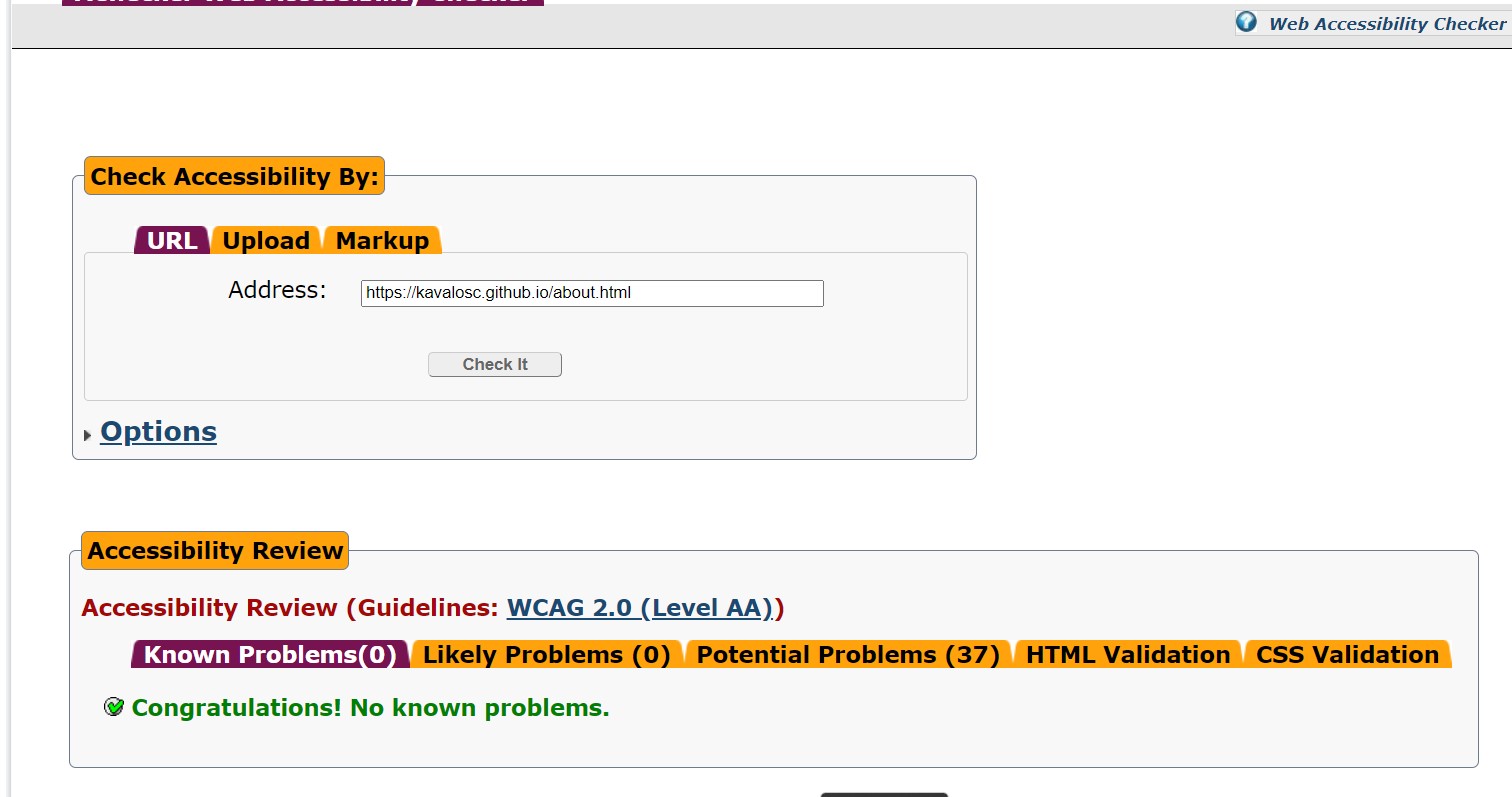 Web Accessibility Checker
Check Accessibility By:
URL Upload Markup
Address: https://kavalosc.github.io/about.html
Check It
Options
Accessibility Review
Accessibility Review (Guidelines: WCAG 2.0 (Level AA))
Known Problems(0) Likely Problems (0) Potential Problems (37) HTML Validation CSS Validation
Congratulations! No known problems.